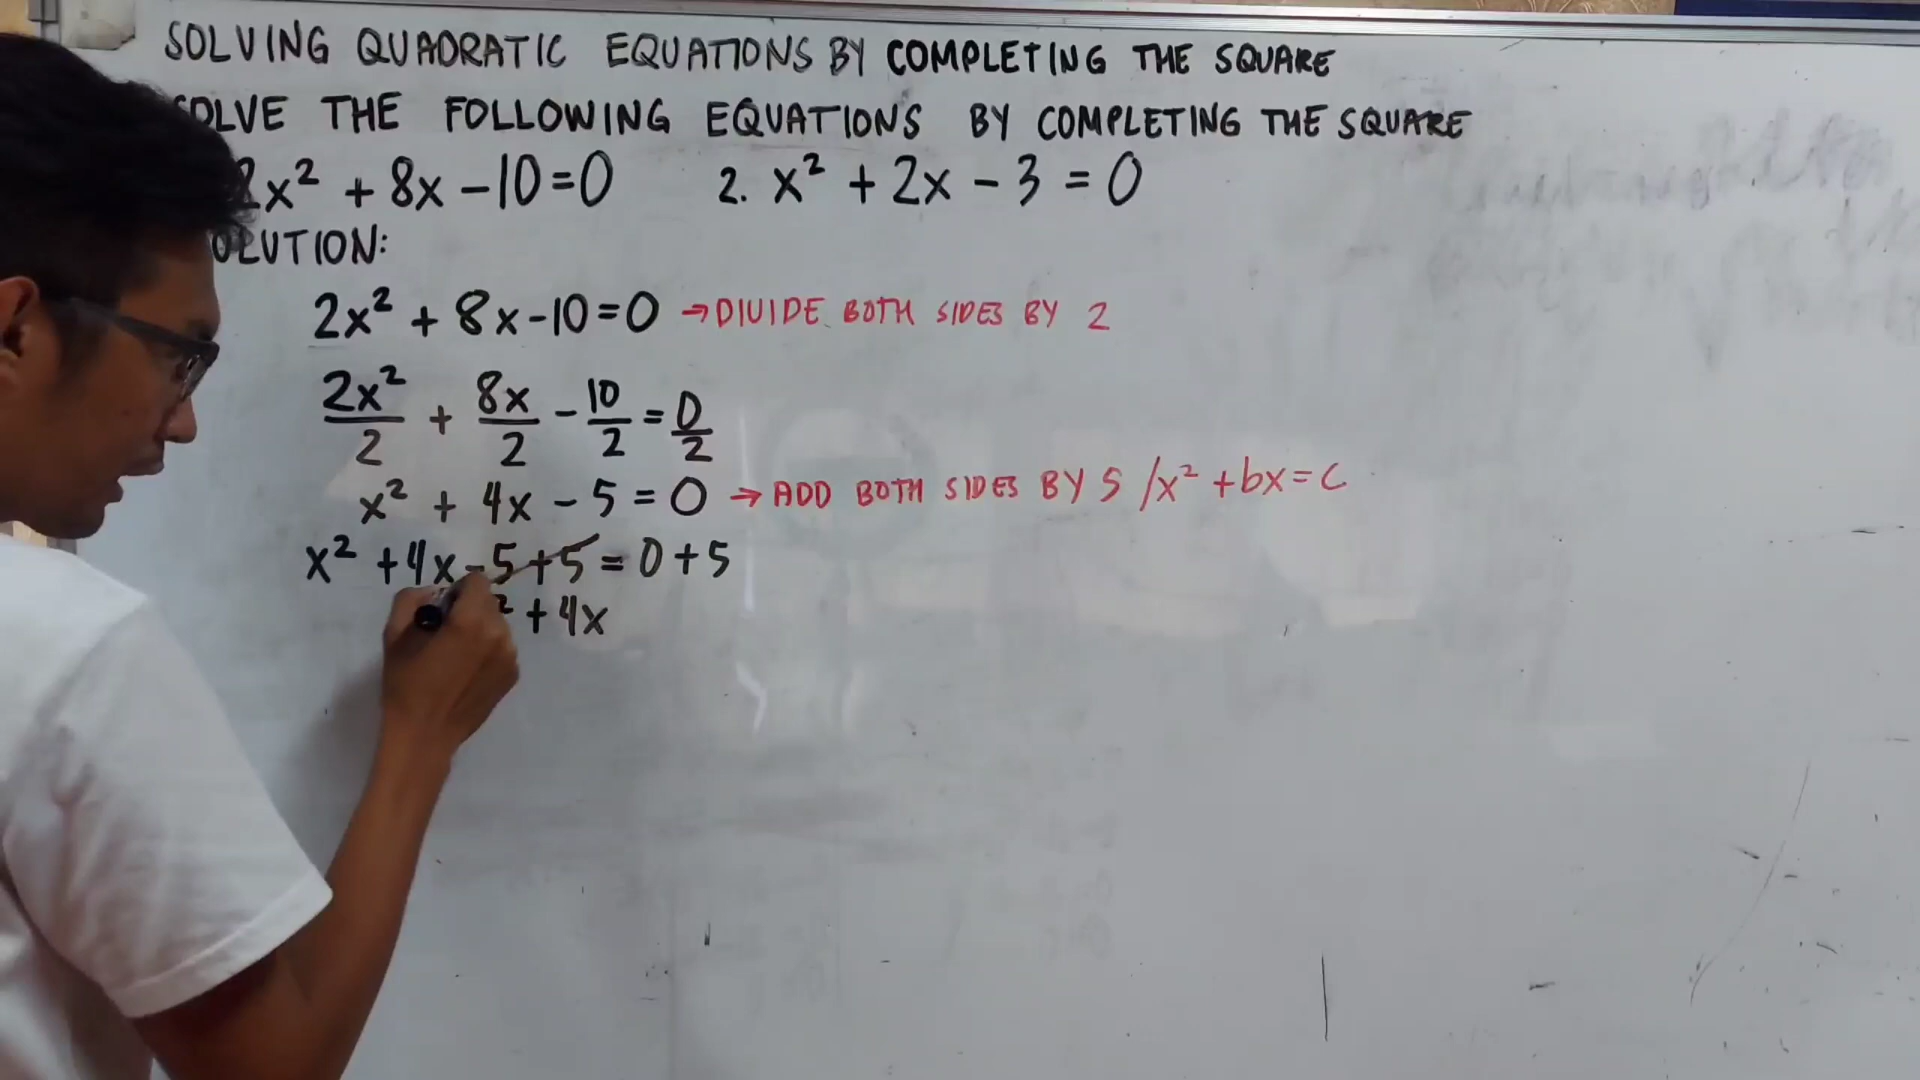 SOLVING QUADRATIC EQUATIONS BY COMPLETING THE SQUARE
SOLVE THE FOLLOWING EQUATIONS BY COMPLETING THE SQUARE
2x² + 8x - 10 = 0 2. x² + 2x - 3 = 0
OLUTION:
2x² + 8x - 10 = 0 → DIVIDE BOTH SIDES BY 2
2x²/2 + 8x/2 - 10/2 = 0/2
x² + 4x - 5 = 0 → ADD BOTH SIDES BY 5 / x² + bx = C
x² + 4x - 5 + 5 = 0 + 5
² + 4x